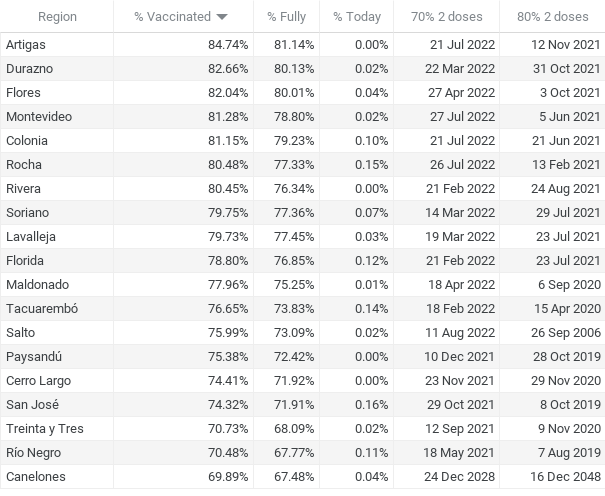 Region % Vaccinated % Fully % Today 70% 2 doses 80% 2 doses
Artigas 84.74% 81.14% 0.00% 21 Jul 2022 12 Nov 2021
Durazno 82.66% 80.13% 0.02% 22 Mar 2022 31 Oct 2021
Flores 82.04% 80.01% 0.04% 27 Apr 2022 3 Oct 2021
Montevideo 81.28% 78.80% 0.02% 27 Jul 2022 5 Jun 2021
Colonia 81.15% 79.23% 0.10% 21 Jul 2022 21 Jun 2021
Rocha 80.48% 77.33% 0.15% 26 Jul 2022 13 Feb 2021
Rivera 80.45% 76.34% 0.00% 21 Feb 2022 24 Aug 2021
Soriano 79.75% 77.36% 0.07% 14 Mar 2022 29 Jul 2021
Lavalleja 79.73% 77.45% 0.03% 19 Mar 2022 23 Jul 2021
Florida 78.80% 76.85% 0.12% 21 Feb 2022 23 Jul 2021
Maldonado 77.96% 75.25% 0.01% 18 Apr 2022 6 Sep 2020
Tacuarembó 76.65% 73.83% 0.14% 18 Feb 2022 15 Apr 2020
Salto 75.99% 73.09% 0.02% 11 Aug 2022 26 Sep 2006
Paysandú 75.38% 72.42% 0.00% 10 Dec 2021 28 Oct 2019
Cerro Largo 74.41% 71.92% 0.00% 23 Nov 2021 29 Nov 2020
San José 74.32% 71.91% 0.16% 29 Oct 2021 8 Oct 2019
Treinta y Tres 70.73% 68.09% 0.02% 12 Sep 2021 9 Nov 2020
Río Negro 70.48% 67.77% 0.11% 18 May 2021 7 Aug 2019
Canelones 69.89% 67.48% 0.04% 24 Dec 2028 16 Dec 2048